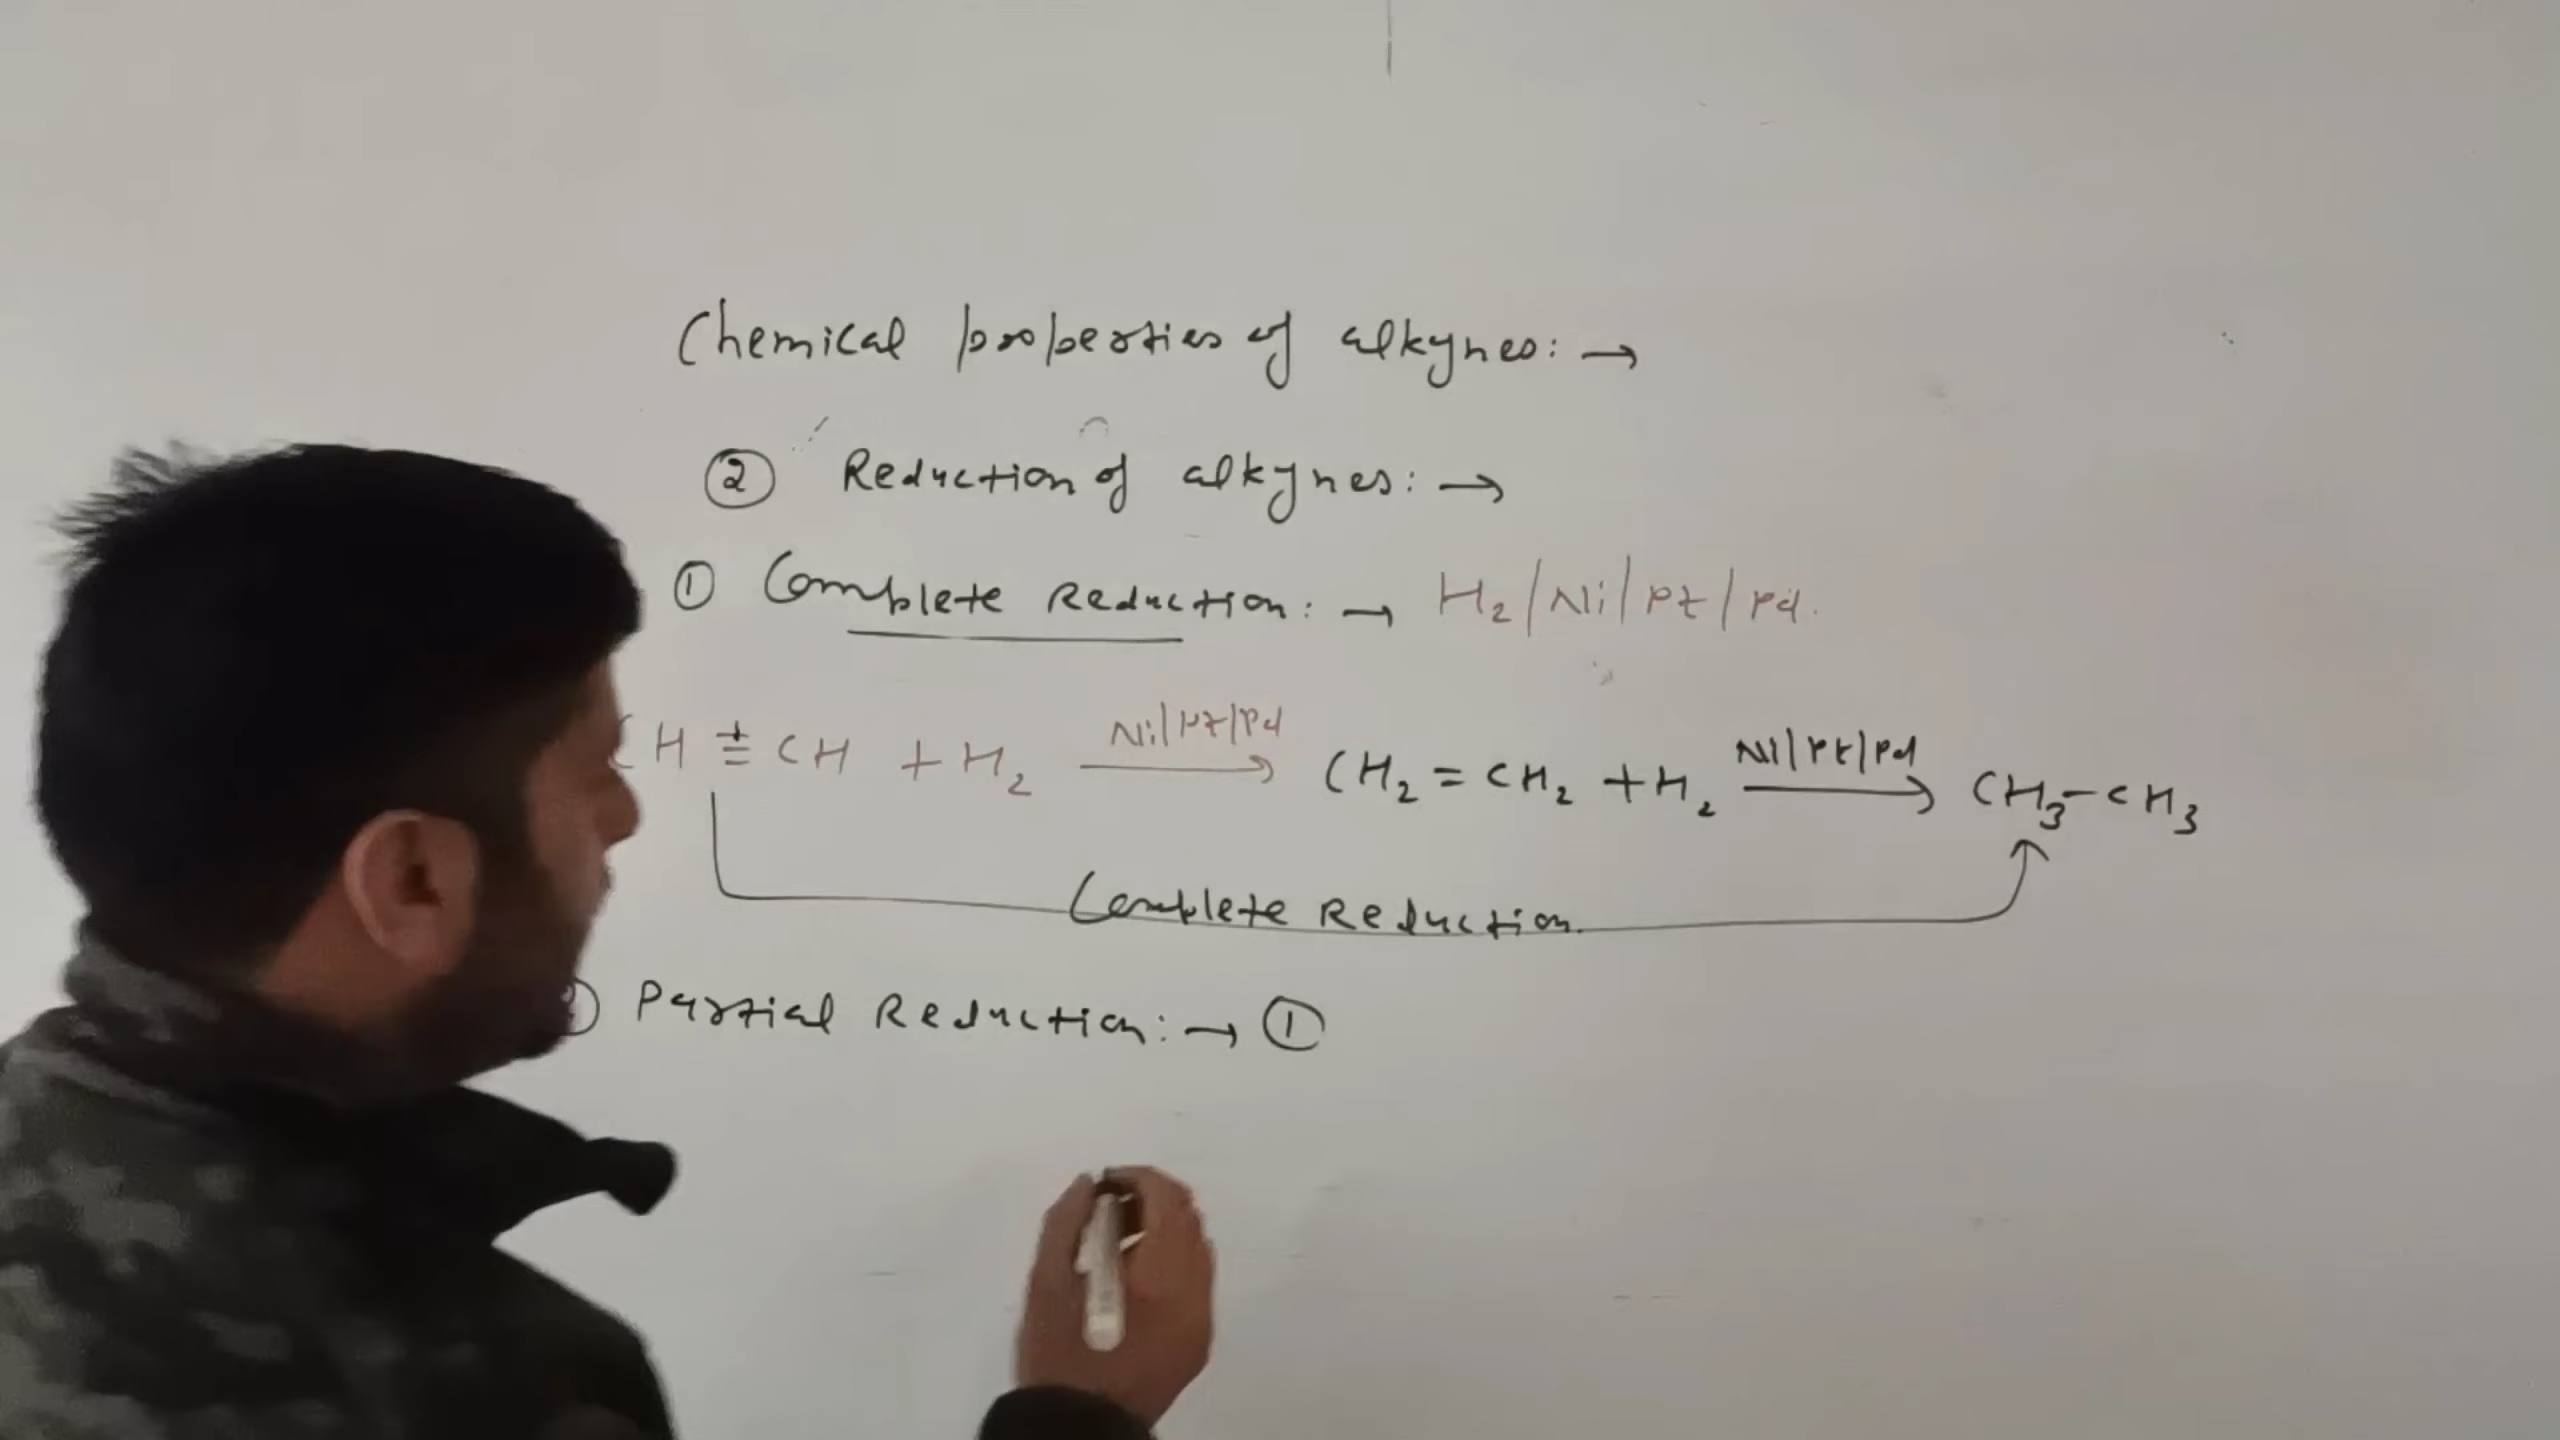 Chemical properties of alkynes: →
② Reduction of alkynes: →
① Complete Reduction: → H₂/Ni/Pt/Pd.
CH ≡ CH + H₂ Ni/Pt/Pd → CH₂ = CH₂ + H₂ Ni/Pt/Pd → CH₃-CH₃
Complete Reduction.
Partial Reduction: → ①